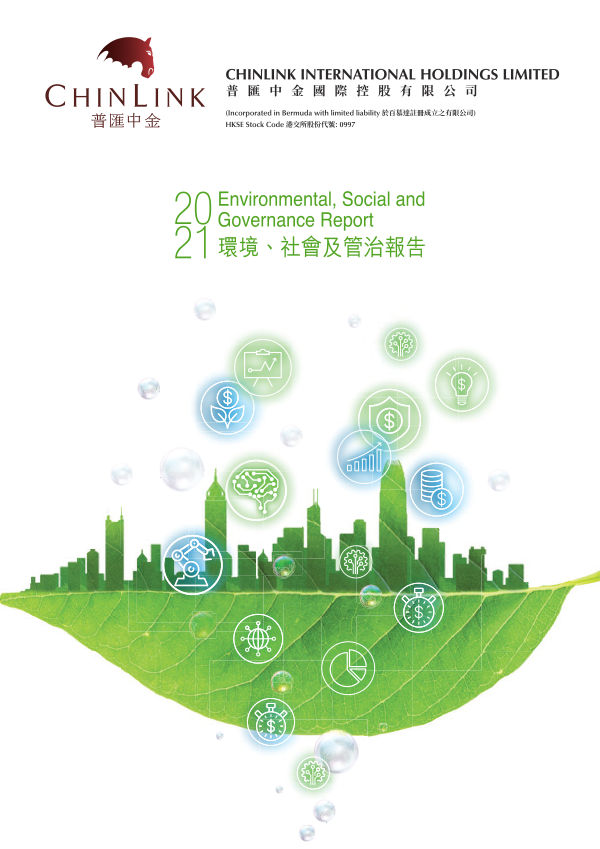 CHINLINK
普匯中金
CHINLINK INTERNATIONAL HOLDINGS LIMITED
普匯中金國際控股有限公司
(Incorporated in Bermuda with limited liability 於百慕達註冊成立之有限公司)
HKSE Stock Code 港交所股份代號: 0997
2021
Environmental, Social and
Governance Report
環境、社會及管治報告
$
$
$
$
$
$